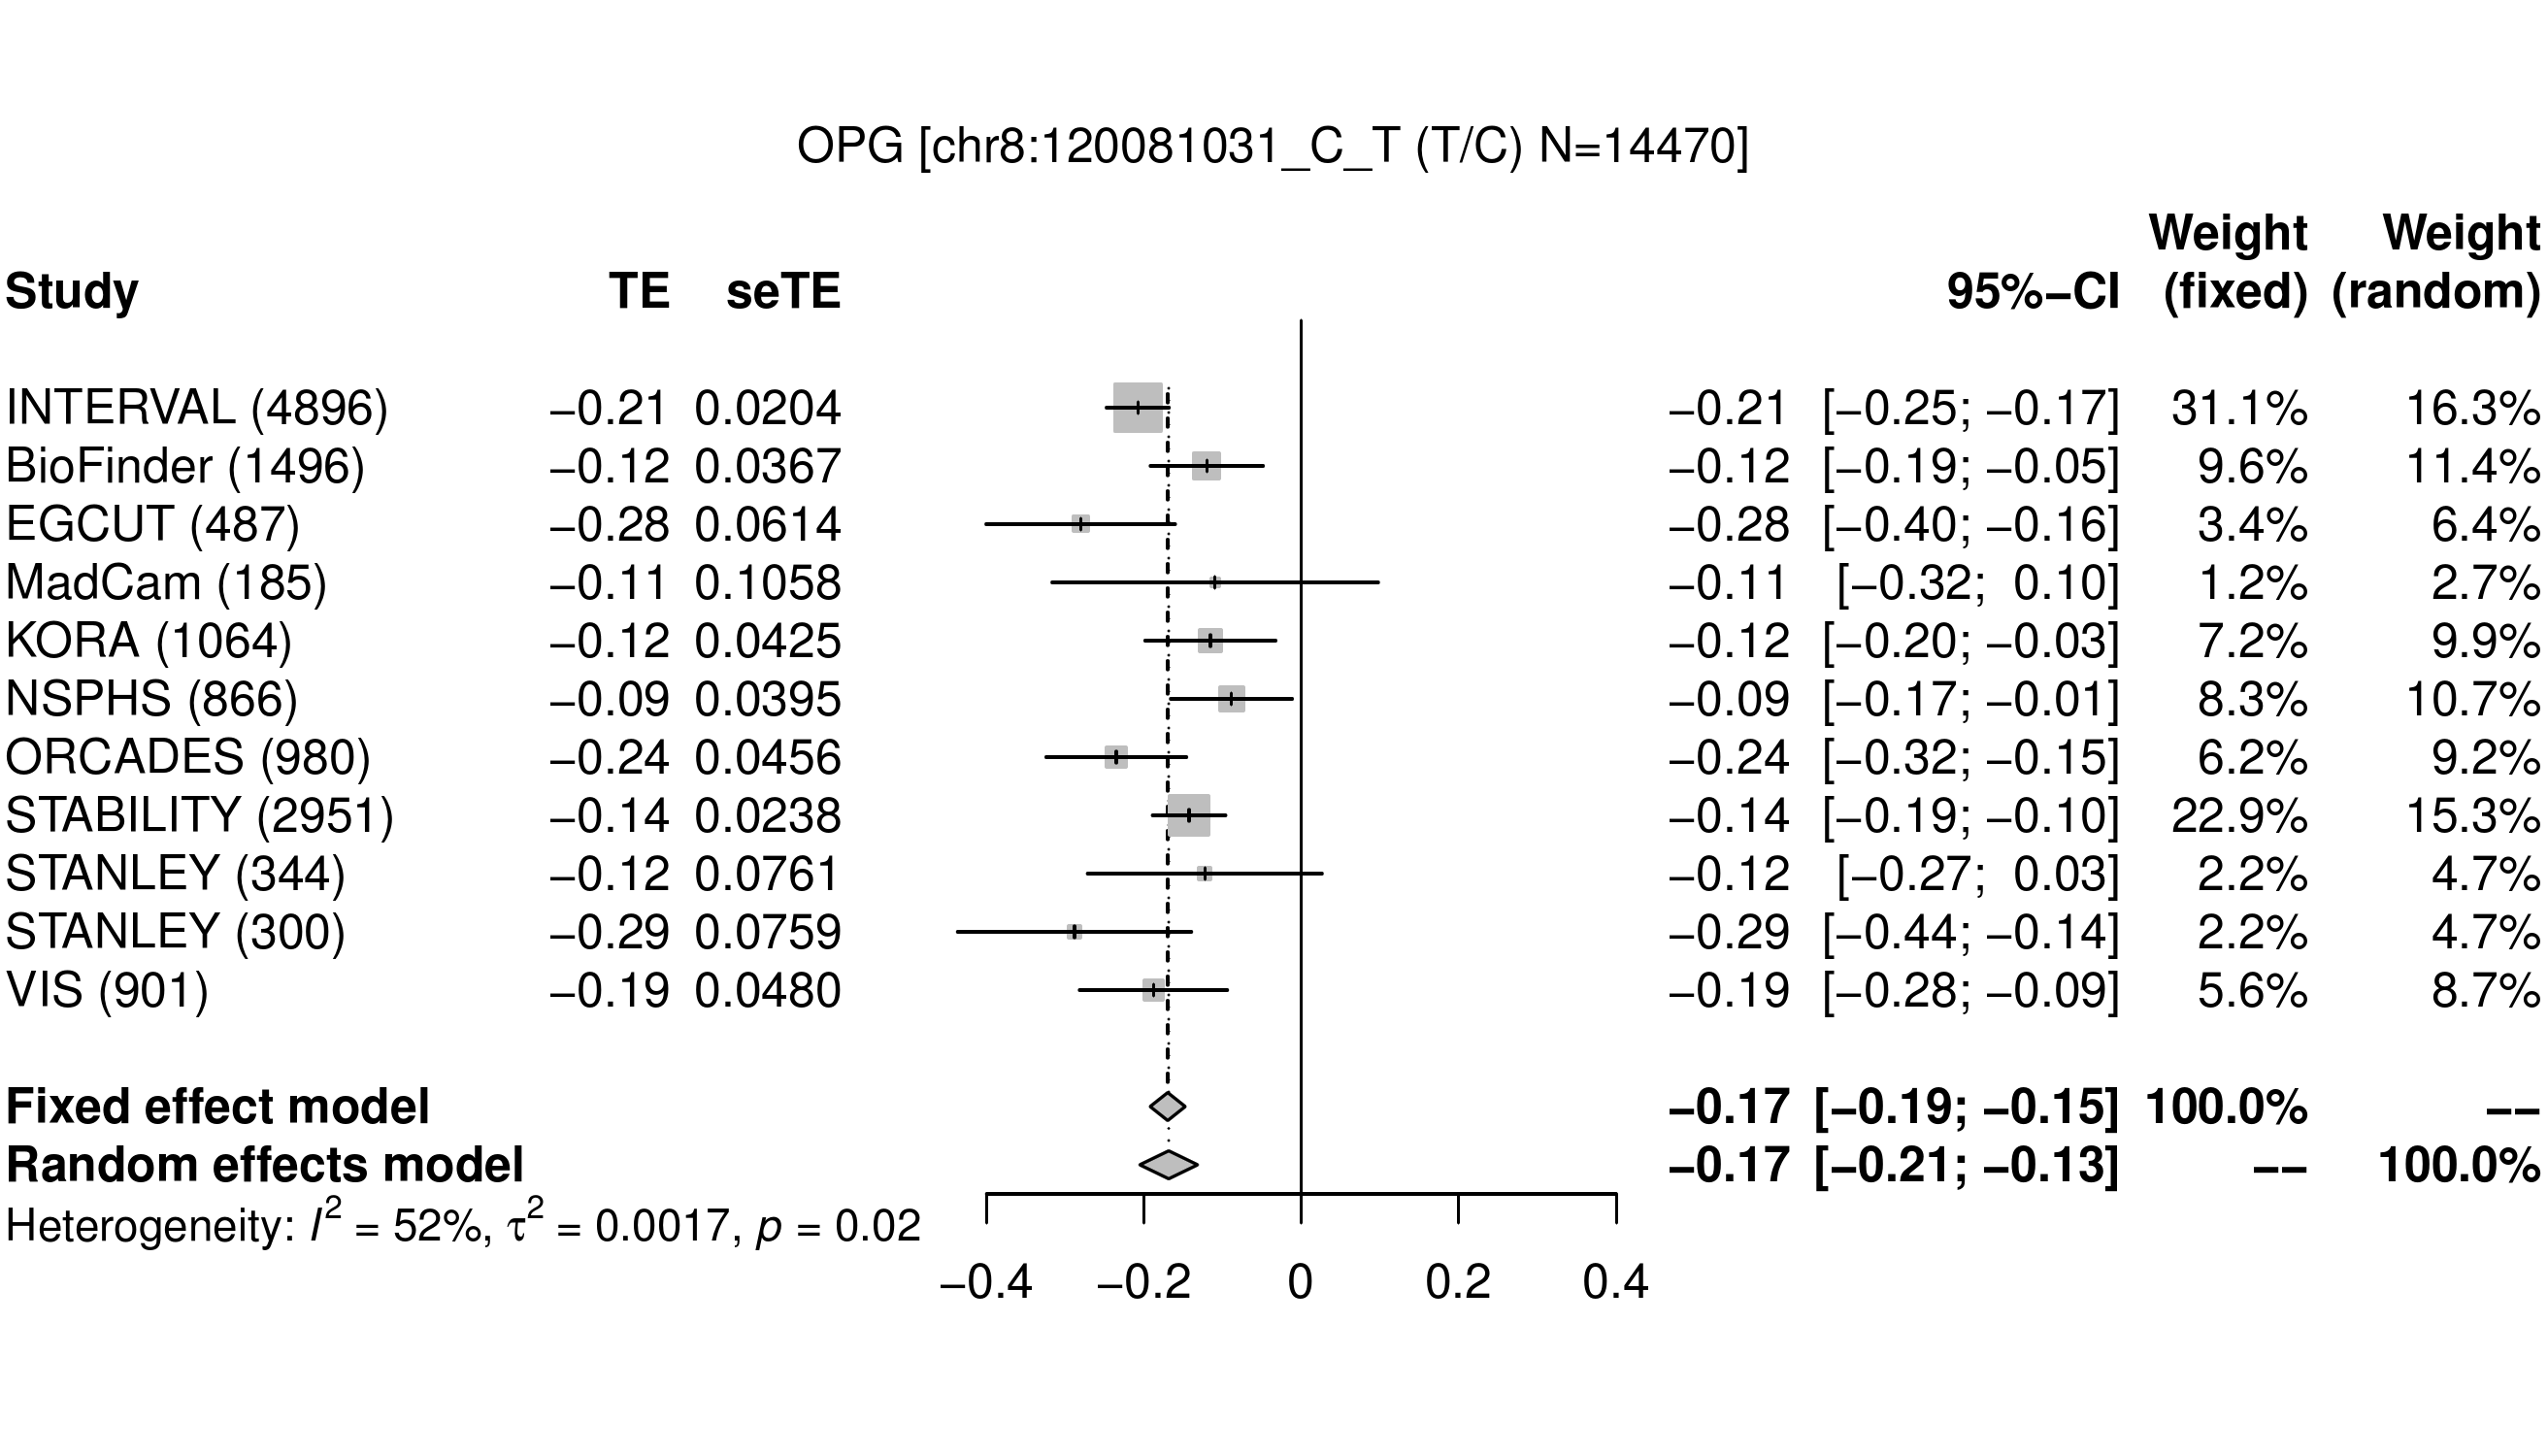 OPG [chr8:120081031_C_T (T/C) N=14470]
Weight Weight
Study TE seTE 95%−CI (fixed) (random)
INTERVAL (4896) −0.21 0.0204 −0.21 [−0.25; −0.17] 31.1% 16.3%
BioFinder (1496) −0.12 0.0367 −0.12 [−0.19; −0.05] 9.6% 11.4%
EGCUT (487) −0.28 0.0614 −0.28 [−0.40; −0.16] 3.4% 6.4%
MadCam (185) −0.11 0.1058 −0.11 [−0.32; 0.10] 1.2% 2.7%
KORA (1064) −0.12 0.0425 −0.12 [−0.20; −0.03] 7.2% 9.9%
NSPHS (866) −0.09 0.0395 −0.09 [−0.17; −0.01] 8.3% 10.7%
ORCADES (980) −0.24 0.0456 −0.24 [−0.32; −0.15] 6.2% 9.2%
STABILITY (2951) −0.14 0.0238 −0.14 [−0.19; −0.10] 22.9% 15.3%
STANLEY (344) −0.12 0.0761 −0.12 [−0.27; 0.03] 2.2% 4.7%
STANLEY (300) −0.29 0.0759 −0.29 [−0.44; −0.14] 2.2% 4.7%
VIS (901) −0.19 0.0480 −0.19 [−0.28; −0.09] 5.6% 8.7%
Fixed effect model −0.17 [−0.19; −0.15] 100.0% −−
Random effects model −0.17 [−0.21; −0.13] −− 100.0%
Heterogeneity: I² = 52%, τ² = 0.0017, p = 0.02
−0.4 −0.2 0 0.2 0.4